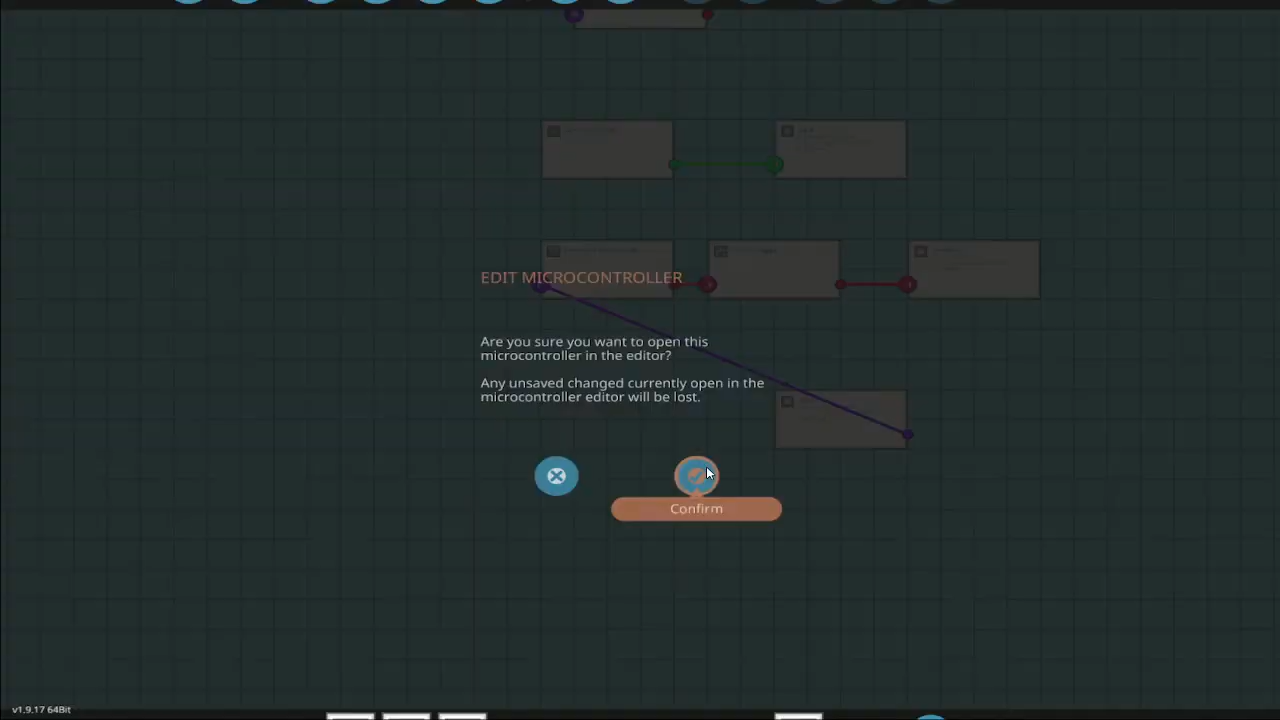 EDIT MICROCONTROLLER
Are you sure you want to open this
microcontroller in the editor?
Any unsaved changed currently open in the
microcontroller editor will be lost.
Confirm
v1.9.17 64Bit